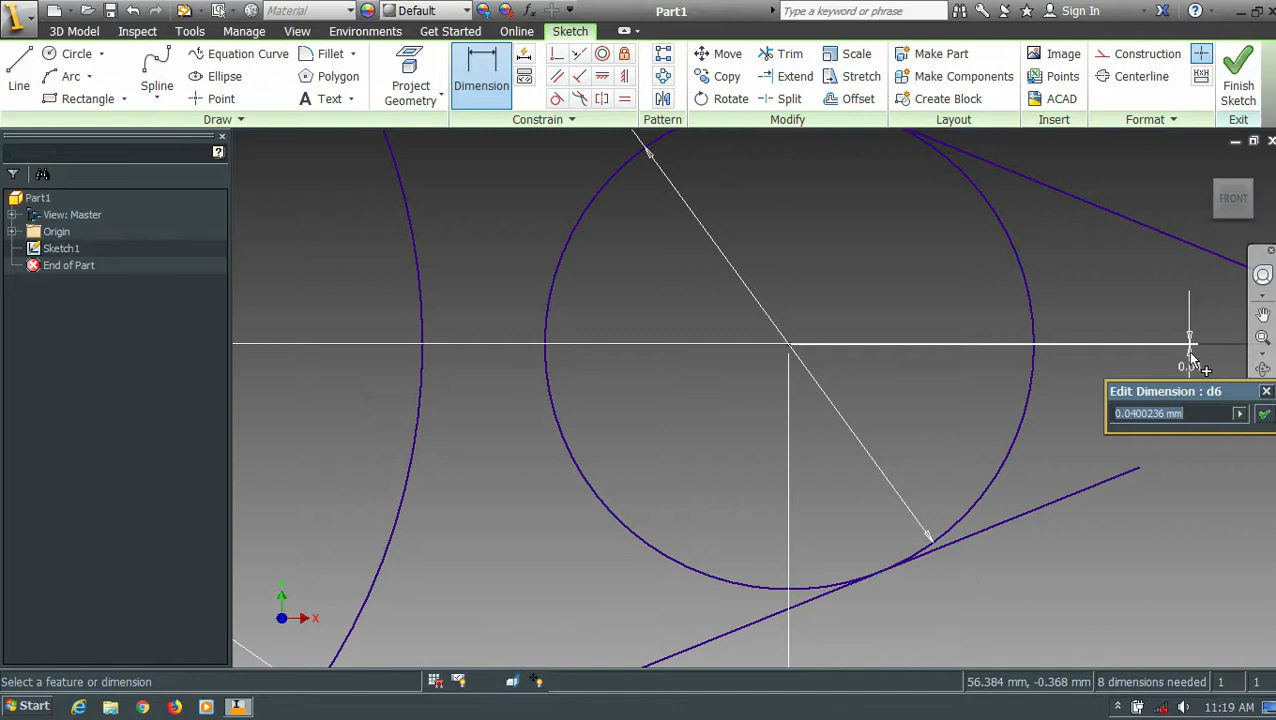 Material
Default
Part1
Type a keyword or phrase
Sign In
3D Model Inspect Tools Manage View Environments Get Started Online Sketch
Circle Equation Curve Fillet Move Trim Scale Make Part Image Construction
Line Arc Spline Ellipse Polygon Project Geometry Dimension Copy Extend Stretch Make Components Points Centerline Finish Sketch
Rectangle Point Text Rotate Split Offset Create Block ACAD
Draw Constrain Pattern Modify Layout Insert Format Exit
Part1
View: Master
Origin
Sketch1
End of Part
FRONT
0.0
Edit Dimension : d6
0.0400236 mm
X
Select a feature or dimension
56.384 mm, -0.368 mm
8 dimensions needed
1
1
Start
11:19 AM